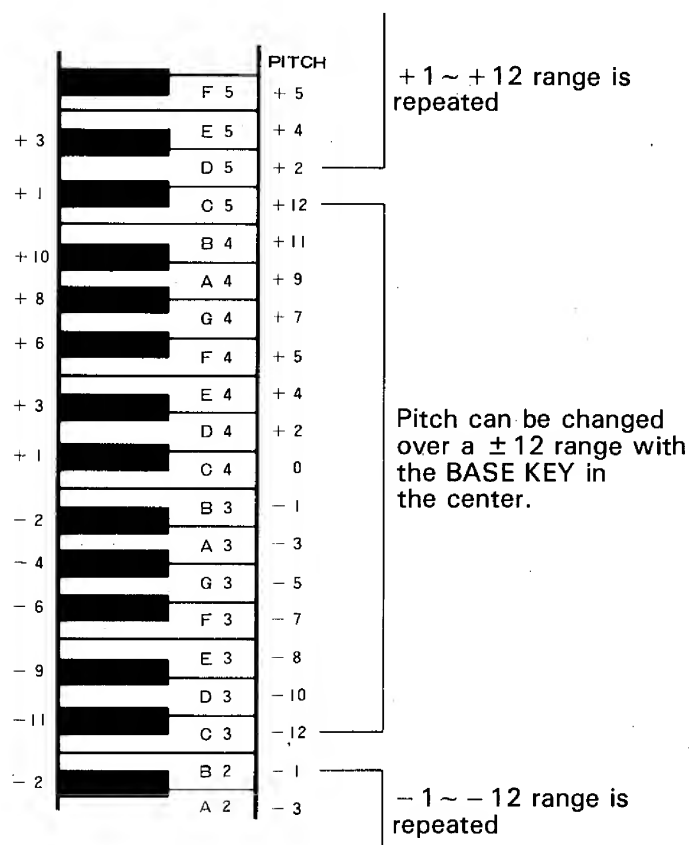 PITCH
F 5 + 5
E 5 + 4
+ 3
D 5 + 2
+ 1
C 5 + 12
B 4 + 11
+ 10
A 4 + 9
+ 8
G 4 + 7
+ 6
F 4 + 5
E 4 + 4
+ 3
D 4 + 2
+ 1
C 4 0
B 3 - 1
- 2
A 3 - 3
- 4
G 3 - 5
- 6
F 3 - 7
E 3 - 8
- 9
D 3 - 10
- 11
C 3 - 12
B 2 - 1
- 2
A 2 - 3
+ 1 ~ + 12 range is
repeated
Pitch can be changed
over a ± 12 range with
the BASE KEY in
the center.
- 1 ~ - 12 range is
repeated